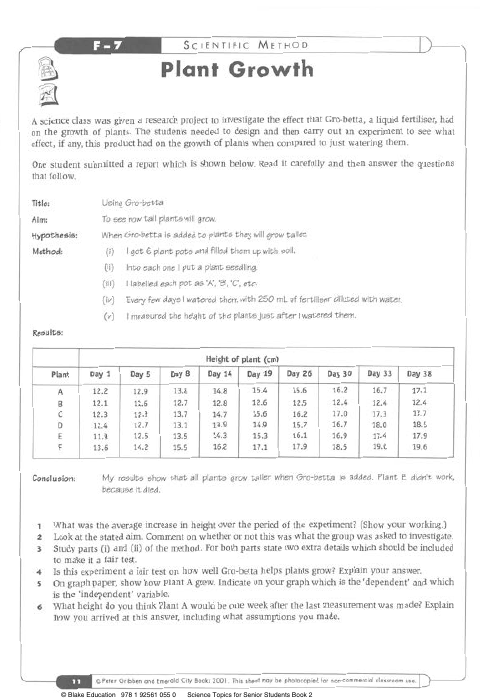 F-7
SCIENTIFIC METHOD
Plant Growth
A science class was given a research project to investigate the effect that Gro-betta, a liquid fertiliser, had
on the growth of plants. The students needed to design and then carry out an experiment to see what
effect, if any, this product had on the growth of plants when compared to just watering them.
One student submitted a report which is shown below. Read it carefully and then answer the questions
that follow.
Title: Using Gro-betta
Aim: To see how tall plants will grow.
Hypothesis: When Gro-betta is added to plants they will grow taller.
Method: (i) I got 6 plant pots and filled them up with soil.
(ii) Into each one I put a plant seedling.
(iii) I labelled each pot as 'A', 'B', 'C', etc.
(iv) Every few days I watered them with 250 mL of fertiliser diluted with water.
(v) I measured the height of the plants just after I watered them.
Results:
Height of plant (cm)
Plant Day 1 Day 5 Day 8 Day 14 Day 19 Day 26 Day 30 Day 33 Day 38
A 12.2 12.9 13.8 14.8 15.4 15.6 16.2 16.7 17.1
B 12.1 12.6 12.7 12.8 12.6 12.5 12.4 12.4 12.4
C 12.3 13.7 14.7 15.6 16.2 17.0 17.3
D 12.4 12.7 13.1 15.7 16.7 18.0 18.5
E 12.5 13.5 14.3 15.3 16.1 16.9 17.4 17.9
F 13.6 14.2 15.5 16.2 17.1 17.9 18.5 19.6
Conclusion: My results show that all plants grow taller when Gro-betta is added. Plant E didn't work,
because it died.
1 What was the average increase in height over the period of the experiment? (Show your working.)
2 Look at the stated aim. Comment on whether or not this was what the group was asked to investigate.
3 Study parts (i) and (ii) of the method. For both parts state two extra details which should be included
to make it a fair test.
4 Is this experiment a fair test on how well Gro-betta helps plants grow? Explain your answer.
5 On graph paper, show how Plant A grew. Indicate on your graph which is the 'dependent' and which
is the 'independent' variable.
6 What height do you think Plant A would be one week after the last measurement was made? Explain
how you arrived at this answer, including what assumptions you made.
11 © Peter Gribben and Emerald City Books 2001. This sheet may be photocopied for non-commercial classroom use.
© Blake Education 978 1 92561 055 0 Science Topics for Senior Students Book 2